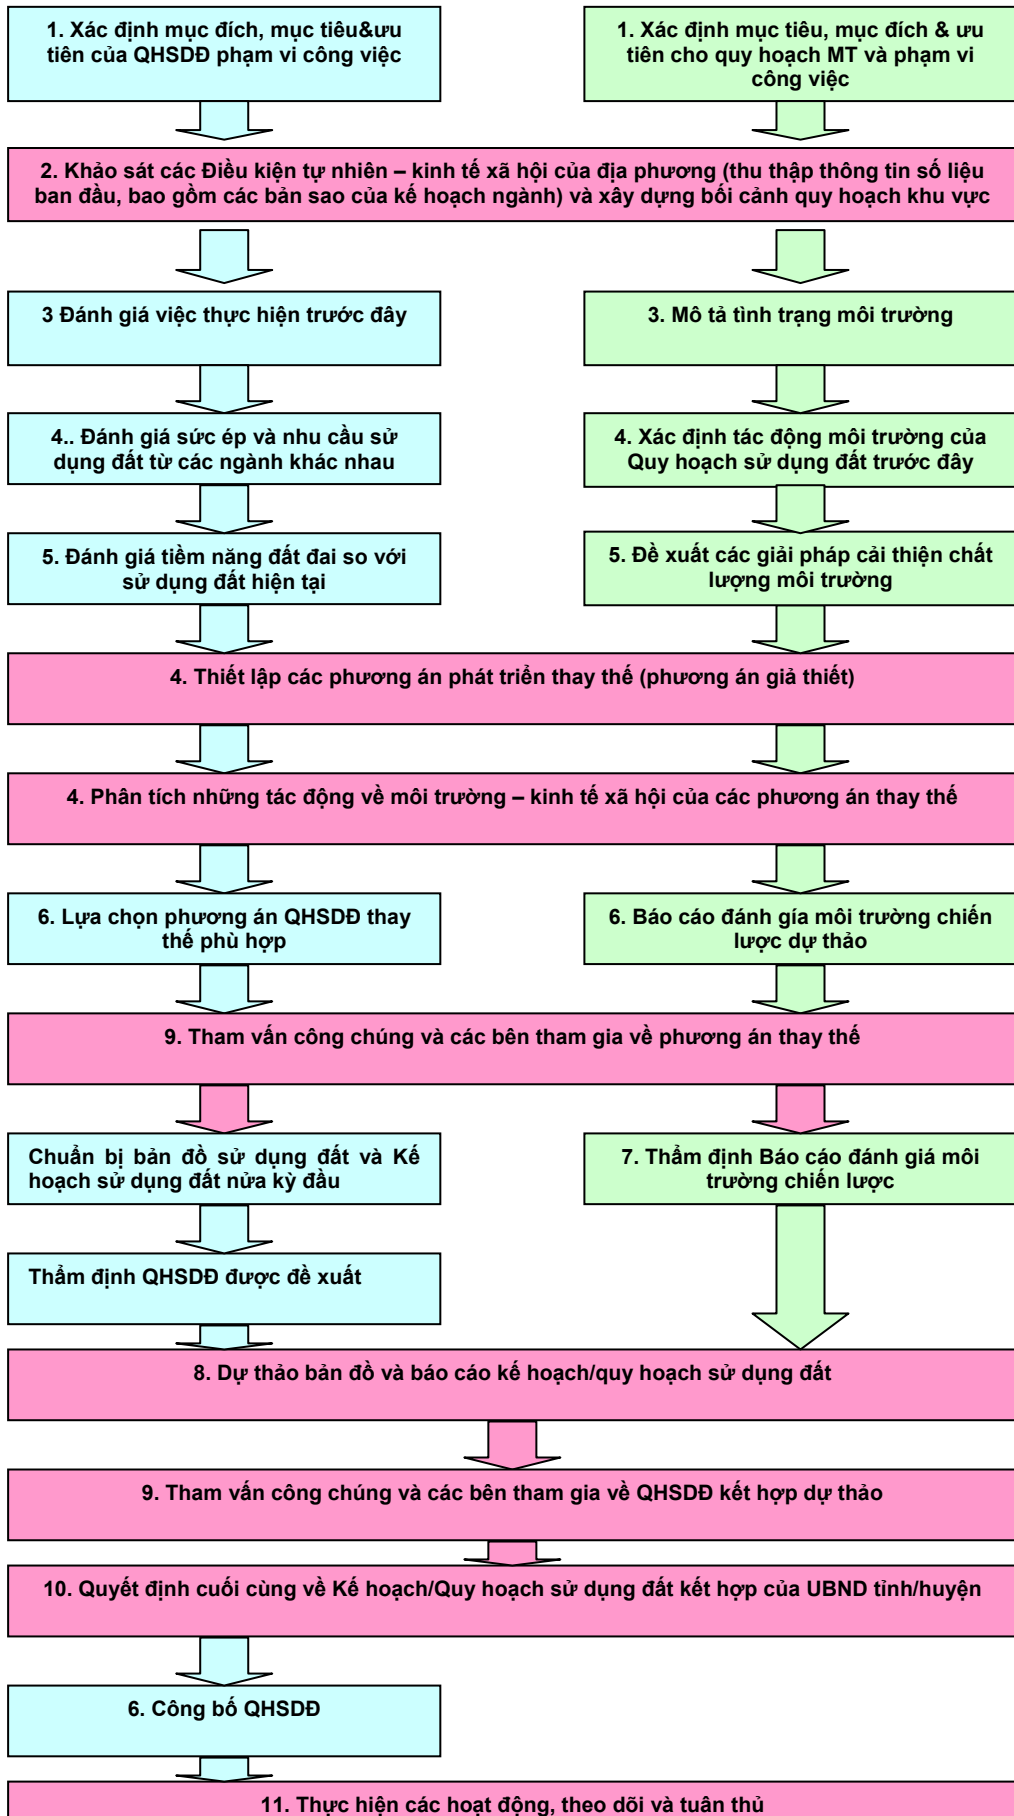 1. Xác định mục đích, mục tiêu&ưu
tiên của QHSDĐ phạm vi công việc
1. Xác định mục tiêu, mục đích & ưu
tiên cho quy hoạch MT và phạm vi
công việc
2. Khảo sát các Điều kiện tự nhiên – kinh tế xã hội của địa phương (thu thập thông tin số liệu
ban đầu, bao gồm các bản sao của kế hoạch ngành) và xây dựng bối cảnh quy hoạch khu vực
3 Đánh giá việc thực hiện trước đây
3. Mô tả tình trạng môi trường
4.. Đánh giá sức ép và nhu cầu sử
dụng đất từ các ngành khác nhau
4. Xác định tác động môi trường của
Quy hoạch sử dụng đất trước đây
5. Đánh giá tiềm năng đất đai so với
sử dụng đất hiện tại
5. Đề xuất các giải pháp cải thiện chất
lượng môi trường
4. Thiết lập các phương án phát triển thay thế (phương án giả thiết)
4. Phân tích những tác động về môi trường – kinh tế xã hội của các phương án thay thế
6. Lựa chọn phương án QHSDĐ thay
thế phù hợp
6. Báo cáo đánh gía môi trường chiến
lược dự thảo
9. Tham vấn công chúng và các bên tham gia về phương án thay thế
Chuẩn bị bản đồ sử dụng đất và Kế
hoạch sử dụng đất nửa kỳ đầu
7. Thẩm định Báo cáo đánh giá môi
trường chiến lược
Thẩm định QHSDĐ được đề xuất
8. Dự thảo bản đồ và báo cáo kế hoạch/quy hoạch sử dụng đất
9. Tham vấn công chúng và các bên tham gia về QHSDĐ kết hợp dự thảo
10. Quyết định cuối cùng về Kế hoạch/Quy hoạch sử dụng đất kết hợp của UBND tỉnh/huyện
6. Công bố QHSDĐ
11. Thực hiện các hoạt động, theo dõi và tuân thủ